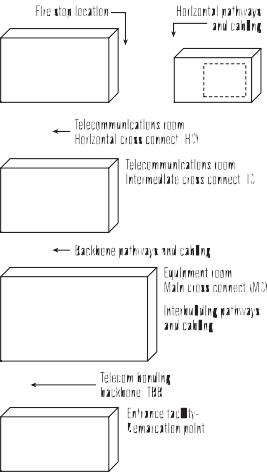 Fire stop location
Horizontal pathways
and cabling
Telecommunications room
Horizontal cross connect HC
Telecommunications room
Intermediate cross connect IC
Backbone pathways and cabling
Equipment room
Main cross connect (MC)
Interbuilding pathways
and cabling
Telecom bonding
backbone TBB
Entrance facility-
Demarcation point